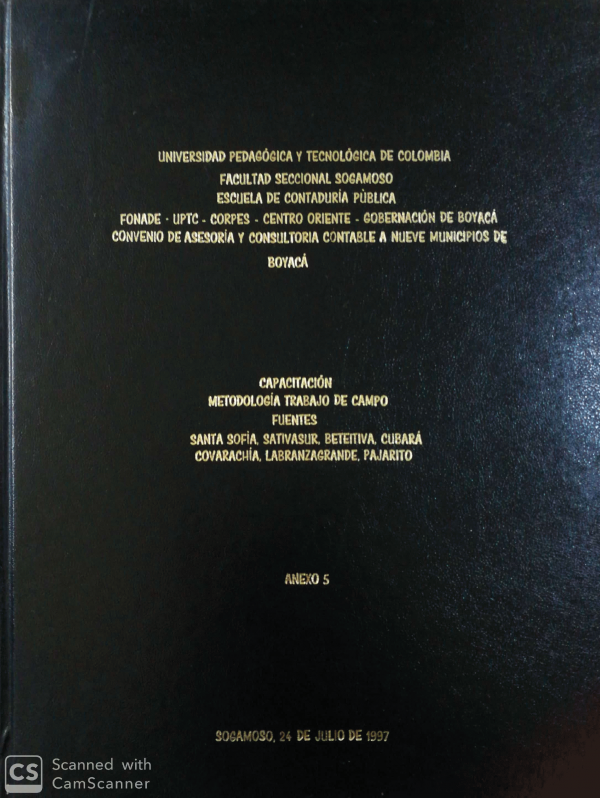 UNIVERSIDAD PEDAGÓGICA Y TECNOLÓGICA DE COLOMBIA
FACULTAD SECCIONAL SOGAMOSO
ESCUELA DE CONTADURÍA PÚBLICA
FONADE - UPTC - CORPES - CENTRO ORIENTE - GOBERNACIÓN DE BOYACÁ
CONVENIO DE ASESORÍA Y CONSULTORIA CONTABLE A NUEVE MUNICIPIOS DE
BOYACÁ
CAPACITACIÓN
METODOLOGÍA TRABAJO DE CAMPO
FUENTES
SANTA SOFÍA, SATIVASUR, BETEITIVA, CUBARÁ
COVARACHÍA, LABRANZAGRANDE, PAJARITO
ANEXO 5
SOGAMOSO, 24 DE JULIO DE 1997
CS Scanned with
CamScanner